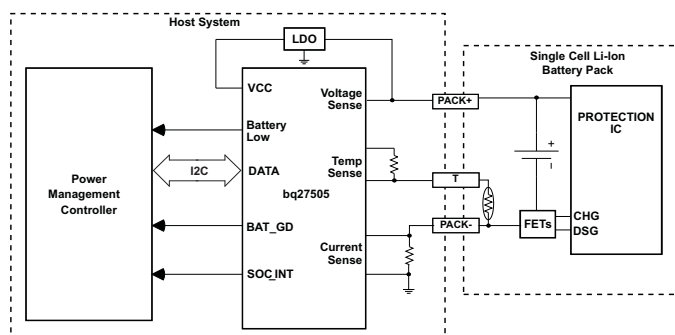 Host System
LDO
Single Cell Li-Ion
Battery Pack
VCC
Voltage
Sense
PACK+
PROTECTION
IC
Battery
Low
Temp
Sense
+
I2C
DATA
T
Power
Management
Controller
bq27505
PACK-
CHG
FETs
DSG
BAT_GD
Current
Sense
SOC_INT